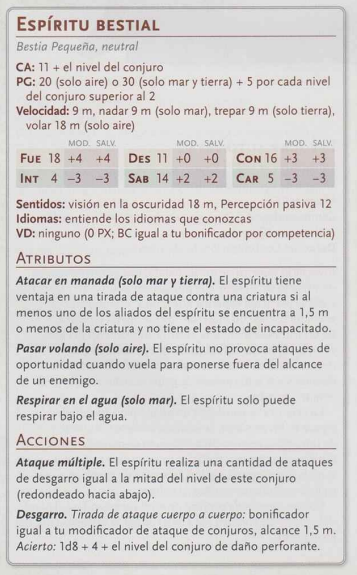 ESPÍRITU BESTIAL
Bestia Pequeña, neutral
CA: 11 + el nivel del conjuro
PG: 20 (solo aire) o 30 (solo mar y tierra) + 5 por cada nivel
del conjuro superior al 2
Velocidad: 9 m, nadar 9 m (solo mar), trepar 9 m (solo tierra),
volar 18 m (solo aire)
MOD. SALV. MOD. SALV. MOD. SALV.
FUE 18 +4 +4 DES 11 +0 +0 CON 16 +3 +3
INT 4 −3 −3 SAB 14 +2 +2 CAR 5 −3 −3
Sentidos: visión en la oscuridad 18 m, Percepción pasiva 12
Idiomas: entiende los idiomas que conozcas
VD: ninguno (0 PX; BC igual a tu bonificador por competencia)
ATRIBUTOS
Atacar en manada (solo mar y tierra). El espíritu tiene
ventaja en una tirada de ataque contra una criatura si al
menos uno de los aliados del espíritu se encuentra a 1,5 m
o menos de la criatura y no tiene el estado de incapacitado.
Pasar volando (solo aire). El espíritu no provoca ataques de
oportunidad cuando vuela para ponerse fuera del alcance
de un enemigo.
Respirar en el agua (solo mar). El espíritu solo puede
respirar bajo el agua.
ACCIONES
Ataque múltiple. El espíritu realiza una cantidad de ataques
de desgarro igual a la mitad del nivel de este conjuro
(redondeado hacia abajo).
Desgarro. Tirada de ataque cuerpo a cuerpo: bonificador
igual a tu modificador de ataque de conjuros, alcance 1,5 m.
Acierto: 1d8 + 4 + el nivel del conjuro de daño perforante.